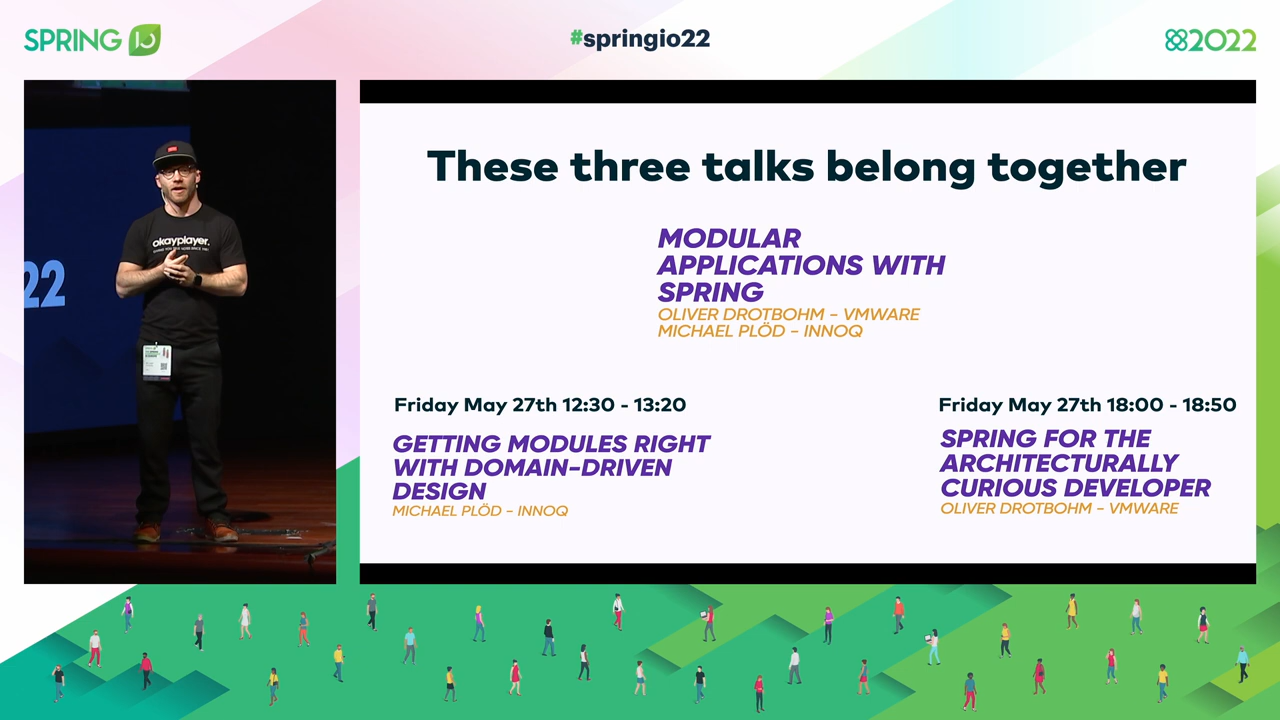 SPRING IO
#springio22
2022
22
okayplayer.
These three talks belong together
MODULAR
APPLICATIONS WITH
SPRING
OLIVER DROTBOHM - VMWARE
MICHAEL PLÖD - INNOQ
Friday May 27th 12:30 - 13:20
GETTING MODULES RIGHT
WITH DOMAIN-DRIVEN
DESIGN
MICHAEL PLÖD - INNOQ
Friday May 27th 18:00 - 18:50
SPRING FOR THE
ARCHITECTURALLY
CURIOUS DEVELOPER
OLIVER DROTBOHM - VMWARE